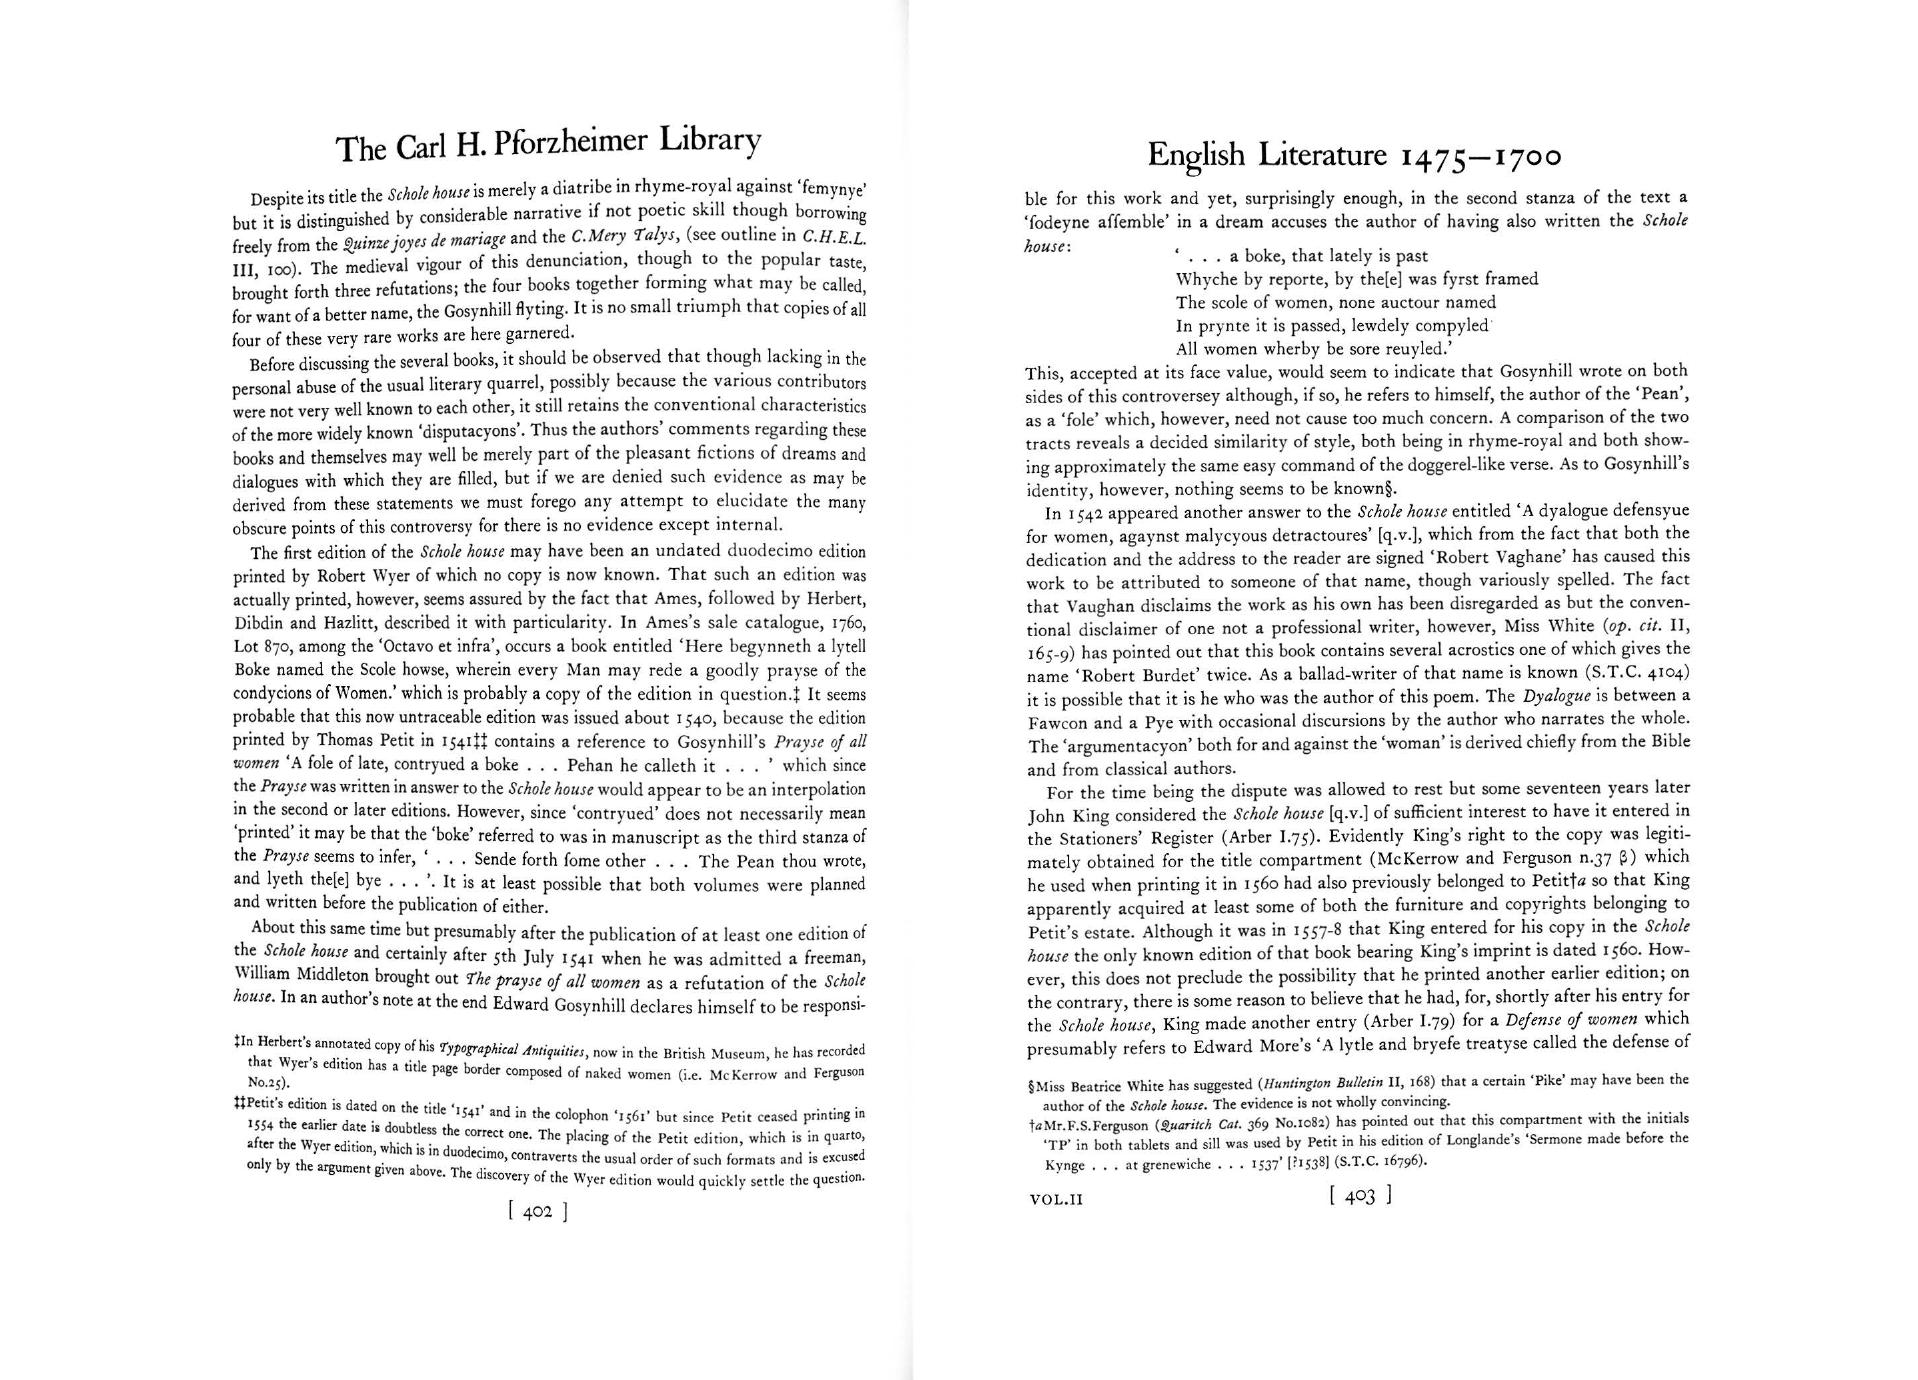 The Carl H. Pforzheimer Library
Despite its title the Schole house is merely a diatribe in rhyme-royal against ‘femynye’
but it is distinguished by considerable narrative if not poetic skill though borrowing
freely from the Quinze joyes de mariage and the C.Mery Talys, (see outline in C.H.E.L.
III, 100). The medieval vigour of this denunciation, though to the popular taste,
brought forth three refutations; the four books together forming what may be called,
for want of a better name, the Gosynhill flyting. It is no small triumph that copies of all
four of these very rare works are here garnered.
Before discussing the several books, it should be observed that though lacking in the
personal abuse of the usual literary quarrel, possibly because the various contributors
were not very well known to each other, it still retains the conventional characteristics
of the more widely known ‘disputacyons’. Thus the authors’ comments regarding these
books and themselves may well be merely part of the pleasant fictions of dreams and
dialogues with which they are filled, but if we are denied such evidence as may be
derived from these statements we must forego any attempt to elucidate the many
obscure points of this controversy for there is no evidence except internal.
The first edition of the Schole house may have been an undated duodecimo edition
printed by Robert Wyer of which no copy is now known. That such an edition was
actually printed, however, seems assured by the fact that Ames, followed by Herbert,
Dibdin and Hazlitt, described it with particularity. In Ames’s sale catalogue, 1760,
Lot 870, among the ‘Octavo et infra’, occurs a book entitled ‘Here begynneth a lytell
Boke named the Scole howse, wherein every Man may rede a goodly prayse of the
condycions of Women.’ which is probably a copy of the edition in question.‡ It seems
probable that this now untraceable edition was issued about 1540, because the edition
printed by Thomas Petit in 1541‡‡ contains a reference to Gosynhill’s Prayse of all
women ‘A fole of late, contryued a boke . . . Pehan he calleth it . . . ’ which since
the Prayse was written in answer to the Schole house would appear to be an interpolation
in the second or later editions. However, since ‘contryued’ does not necessarily mean
‘printed’ it may be that the ‘boke’ referred to was in manuscript as the third stanza of
the Prayse seems to infer, ‘ . . . Sende forth fome other . . . The Pean thou wrote,
and lyeth the[e] bye . . . ’. It is at least possible that both volumes were planned
and written before the publication of either.
About this same time but presumably after the publication of at least one edition of
the Schole house and certainly after 5th July 1541 when he was admitted a freeman,
William Middleton brought out The prayse of all women as a refutation of the Schole
house. In an author’s note at the end Edward Gosynhill declares himself to be responsi-
‡In Herbert’s annotated copy of his Typographical Antiquities, now in the British Museum, he has recorded
that Wyer’s edition has a title page border composed of naked women (i.e. McKerrow and Ferguson
No.25).
‡‡Petit’s edition is dated on the title ‘1541’ and in the colophon ‘1561’ but since Petit ceased printing in
1554 the earlier date is doubtless the correct one. The placing of the Petit edition, which is in quarto,
after the Wyer edition, which is in duodecimo, contraverts the usual order of such formats and is excused
only by the argument given above. The discovery of the Wyer edition would quickly settle the question.
[ 402 ]
English Literature 1475—1700
ble for this work and yet, surprisingly enough, in the second stanza of the text a
‘fodeyne affemble’ in a dream accuses the author of having also written the Schole
house:
‘ . . . a boke, that lately is past
Whyche by reporte, by the[e] was fyrst framed
The scole of women, none auctour named
In prynte it is passed, lewdely compyled
All women wherby be sore reuyled.’
This, accepted at its face value, would seem to indicate that Gosynhill wrote on both
sides of this controversey although, if so, he refers to himself, the author of the ‘Pean’,
as a ‘fole’ which, however, need not cause too much concern. A comparison of the two
tracts reveals a decided similarity of style, both being in rhyme-royal and both show-
ing approximately the same easy command of the doggerel-like verse. As to Gosynhill’s
identity, however, nothing seems to be known§.
In 1542 appeared another answer to the Schole house entitled ‘A dyalogue defensyue
for women, agaynst malycyous detractoures’ [q.v.], which from the fact that both the
dedication and the address to the reader are signed ‘Robert Vaghane’ has caused this
work to be attributed to someone of that name, though variously spelled. The fact
that Vaughan disclaims the work as his own has been disregarded as but the conven-
tional disclaimer of one not a professional writer, however, Miss White (op. cit. II,
165-9) has pointed out that this book contains several acrostics one of which gives the
name ‘Robert Burdet’ twice. As a ballad-writer of that name is known (S.T.C. 4104)
it is possible that it is he who was the author of this poem. The Dyalogue is between a
Fawcon and a Pye with occasional discursions by the author who narrates the whole.
The ‘argumentacyon’ both for and against the ‘woman’ is derived chiefly from the Bible
and from classical authors.
For the time being the dispute was allowed to rest but some seventeen years later
John King considered the Schole house [q.v.] of sufficient interest to have it entered in
the Stationers’ Register (Arber I.75). Evidently King’s right to the copy was legiti-
mately obtained for the title compartment (McKerrow and Ferguson n.37 β) which
he used when printing it in 1560 had also previously belonged to Petit†a so that King
apparently acquired at least some of both the furniture and copyrights belonging to
Petit’s estate. Although it was in 1557-8 that King entered for his copy in the Schole
house the only known edition of that book bearing King’s imprint is dated 1560. How-
ever, this does not preclude the possibility that he printed another earlier edition; on
the contrary, there is some reason to believe that he had, for, shortly after his entry for
the Schole house, King made another entry (Arber I.79) for a Defense of women which
presumably refers to Edward More’s ‘A lytle and bryefe treatyse called the defense of
§Miss Beatrice White has suggested (Huntington Bulletin II, 168) that a certain ‘Pike’ may have been the
author of the Schole house. The evidence is not wholly convincing.
†aMr.F.S.Ferguson (Quaritch Cat. 369 No.1082) has pointed out that this compartment with the initials
‘TP’ in both tablets and sill was used by Petit in his edition of Longlande’s ‘Sermone made before the
Kynge . . . at grenewiche . . . 1537’ [?1538] (S.T.C. 16796).
VOL.II
[ 403 ]